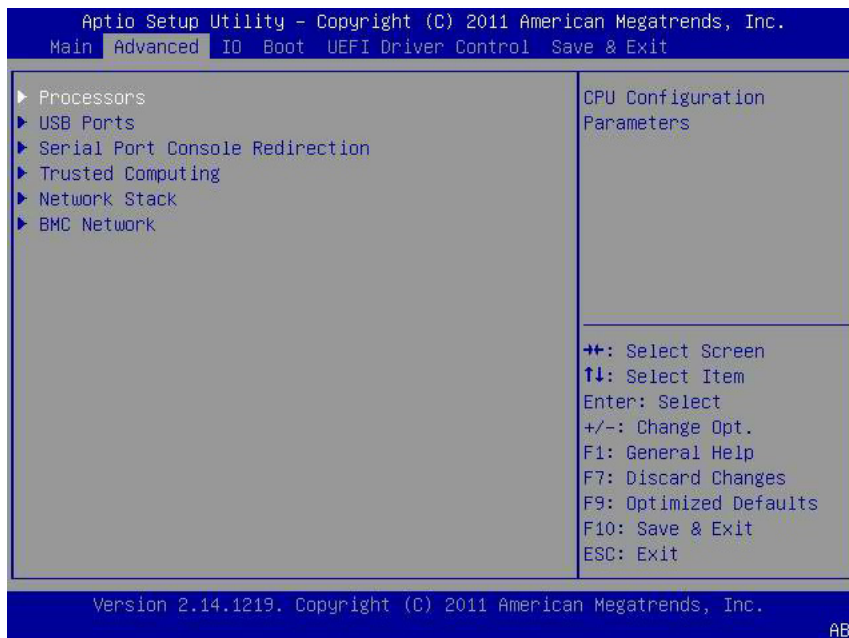 Aptio Setup Utility – Copyright (C) 2011 American Megatrends, Inc.
Main Advanced IO Boot UEFI Driver Control Save & Exit
Processors
USB Ports
Serial Port Console Redirection
Trusted Computing
Network Stack
BMC Network
CPU Configuration
Parameters
→←: Select Screen
↑↓: Select Item
Enter: Select
+/-: Change Opt.
F1: General Help
F7: Discard Changes
F9: Optimized Defaults
F10: Save & Exit
ESC: Exit
Version 2.14.1219. Copyright (C) 2011 American Megatrends, Inc.
AB